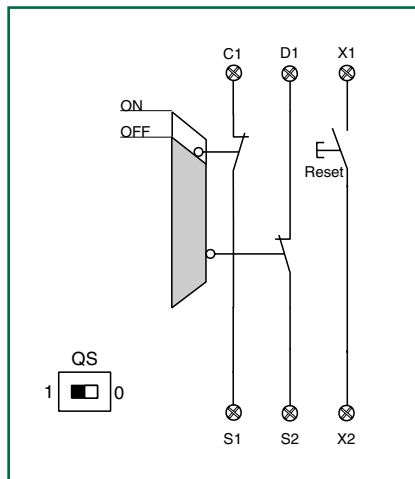 C1 D1 X1
ON
OFF
Reset
QS
1 0
S1 S2 X2